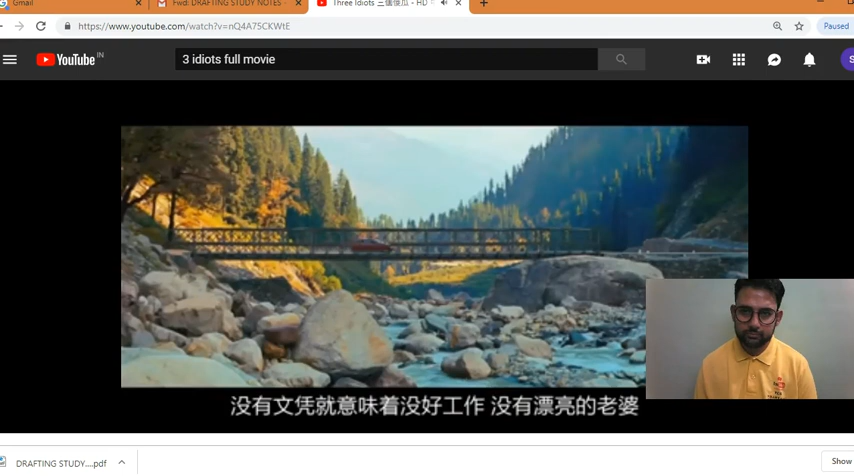 Gmail
Fwd: DRAFTING STUDY NOTES -
Three Idiots 三個傻瓜 - HD
https://www.youtube.com/watch?v=nQ4A75CKWtE
Paused
YouTube IN
3 idiots full movie
S
没有文凭就意味着没好工作 没有漂亮的老婆
DRAFTING STUDY....pdf
Show